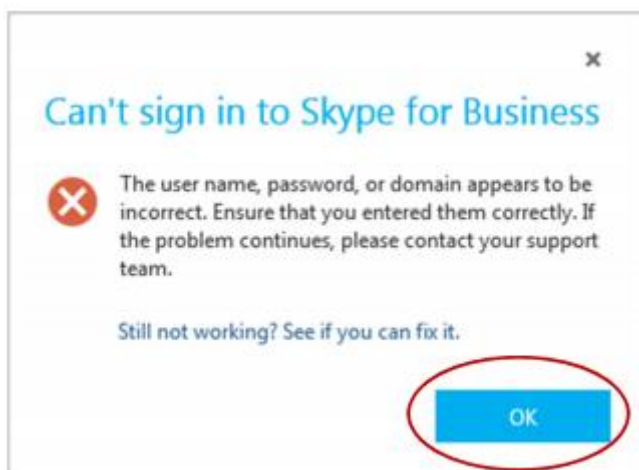 Can't sign in to Skype for Business
The user name, password, or domain appears to be
incorrect. Ensure that you entered them correctly. If
the problem continues, please contact your support
team.
Still not working? See if you can fix it.
OK